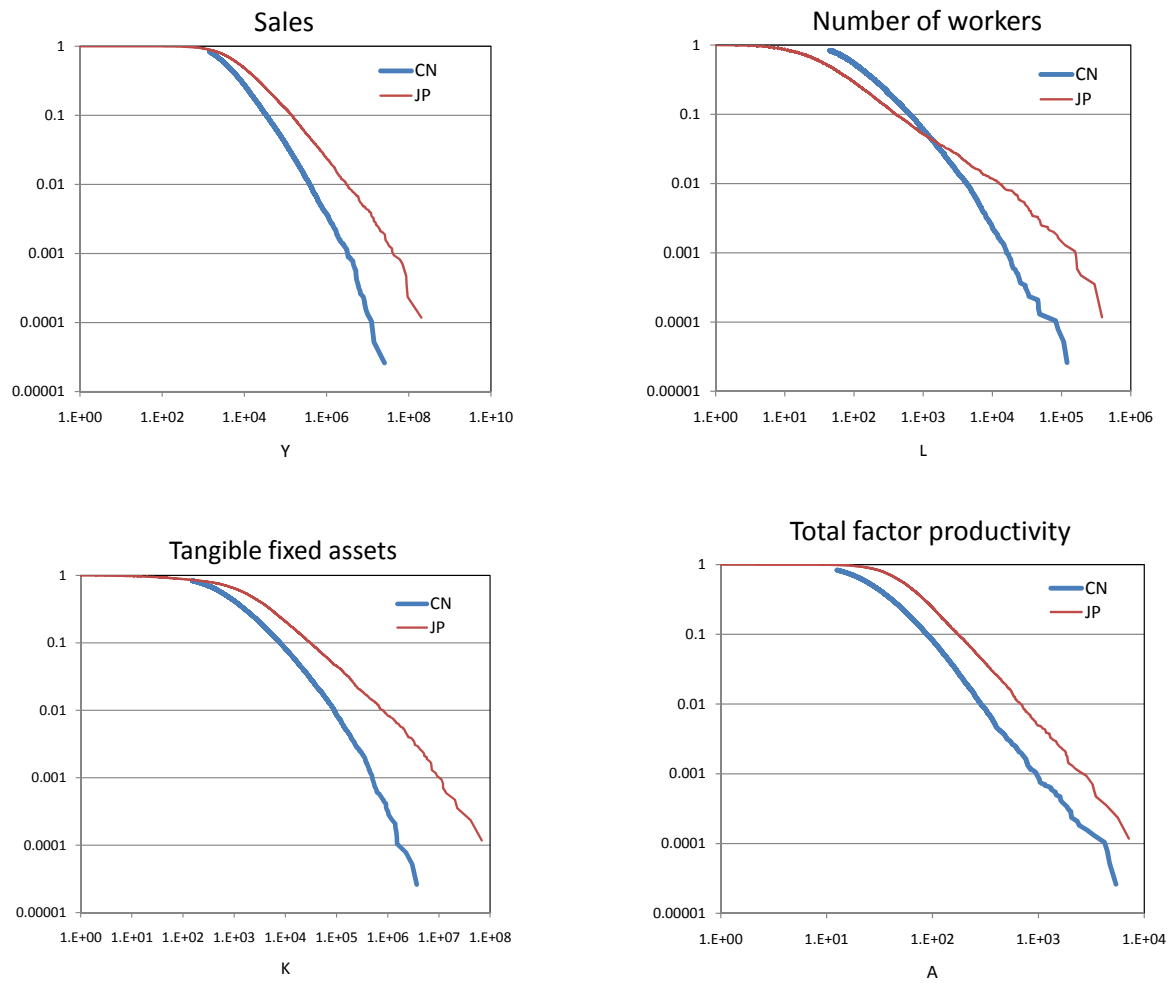 Sales
1
0.1
0.01
0.001
0.0001
0.00001
CN
JP
1.E+00 1.E+02 1.E+04 1.E+06 1.E+08 1.E+10
Y
Number of workers
1
0.1
0.01
0.001
0.0001
0.00001
CN
JP
1.E+00 1.E+01 1.E+02 1.E+03 1.E+04 1.E+05 1.E+06
L
Tangible fixed assets
1
0.1
0.01
0.001
0.0001
0.00001
CN
JP
1.E+00 1.E+01 1.E+02 1.E+03 1.E+04 1.E+05 1.E+06 1.E+07 1.E+08
K
Total factor productivity
1
0.1
0.01
0.001
0.0001
0.00001
CN
JP
1.E+00 1.E+01 1.E+02 1.E+03 1.E+04
A